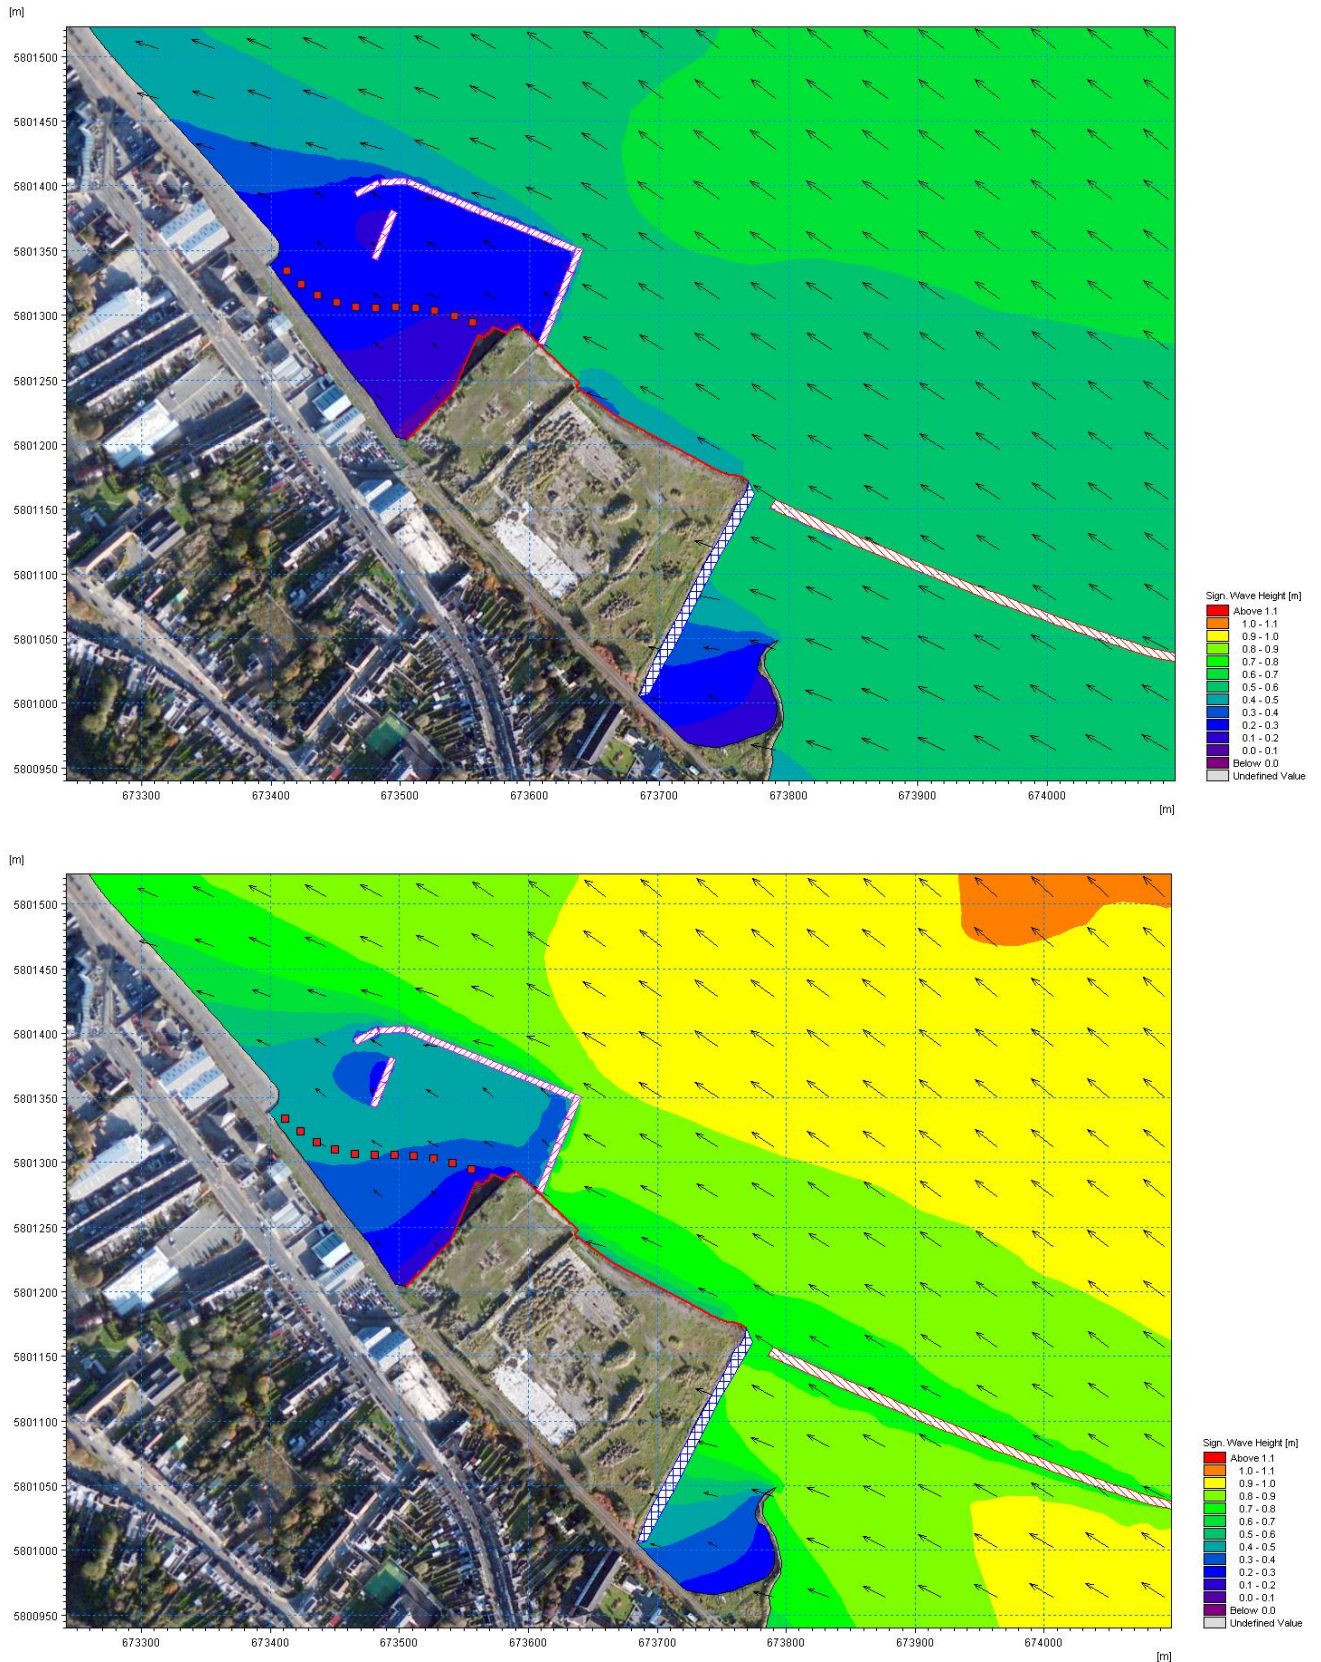 [m]
5801500
5801450
5801400
5801350
5801300
5801250
5801200
5801150
5801100
5801050
5801000
5800950
673300 673400 673500 673600 673700 673800 673900 674000
[m]
Sign. Wave Height [m]
Above 1.1
1.0 - 1.1
0.9 - 1.0
0.8 - 0.9
0.7 - 0.8
0.6 - 0.7
0.5 - 0.6
0.4 - 0.5
0.3 - 0.4
0.2 - 0.3
0.1 - 0.2
0.0 - 0.1
Below 0.0
Undefined Value
[m]
5801500
5801450
5801400
5801350
5801300
5801250
5801200
5801150
5801100
5801050
5801000
5800950
673300 673400 673500 673600 673700 673800 673900 674000
[m]
Sign. Wave Height [m]
Above 1.1
1.0 - 1.1
0.9 - 1.0
0.8 - 0.9
0.7 - 0.8
0.6 - 0.7
0.5 - 0.6
0.4 - 0.5
0.3 - 0.4
0.2 - 0.3
0.1 - 0.2
0.0 - 0.1
Below 0.0
Undefined Value